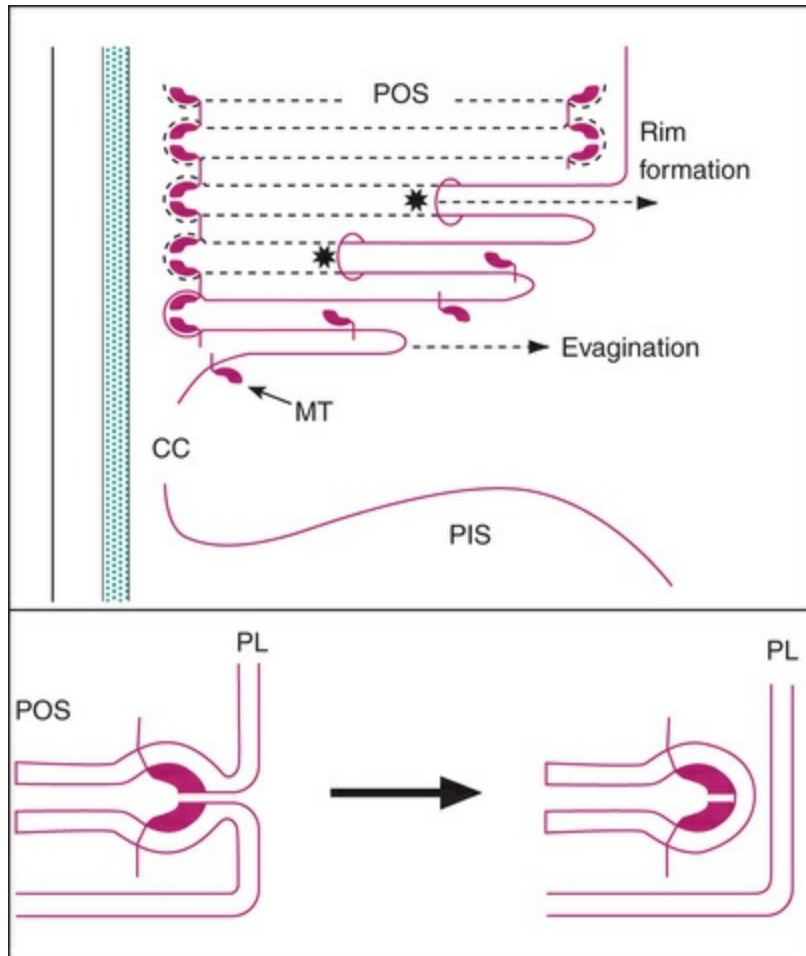 POS
Rim
formation
Evagination
MT
CC
PIS
PL
POS
PL